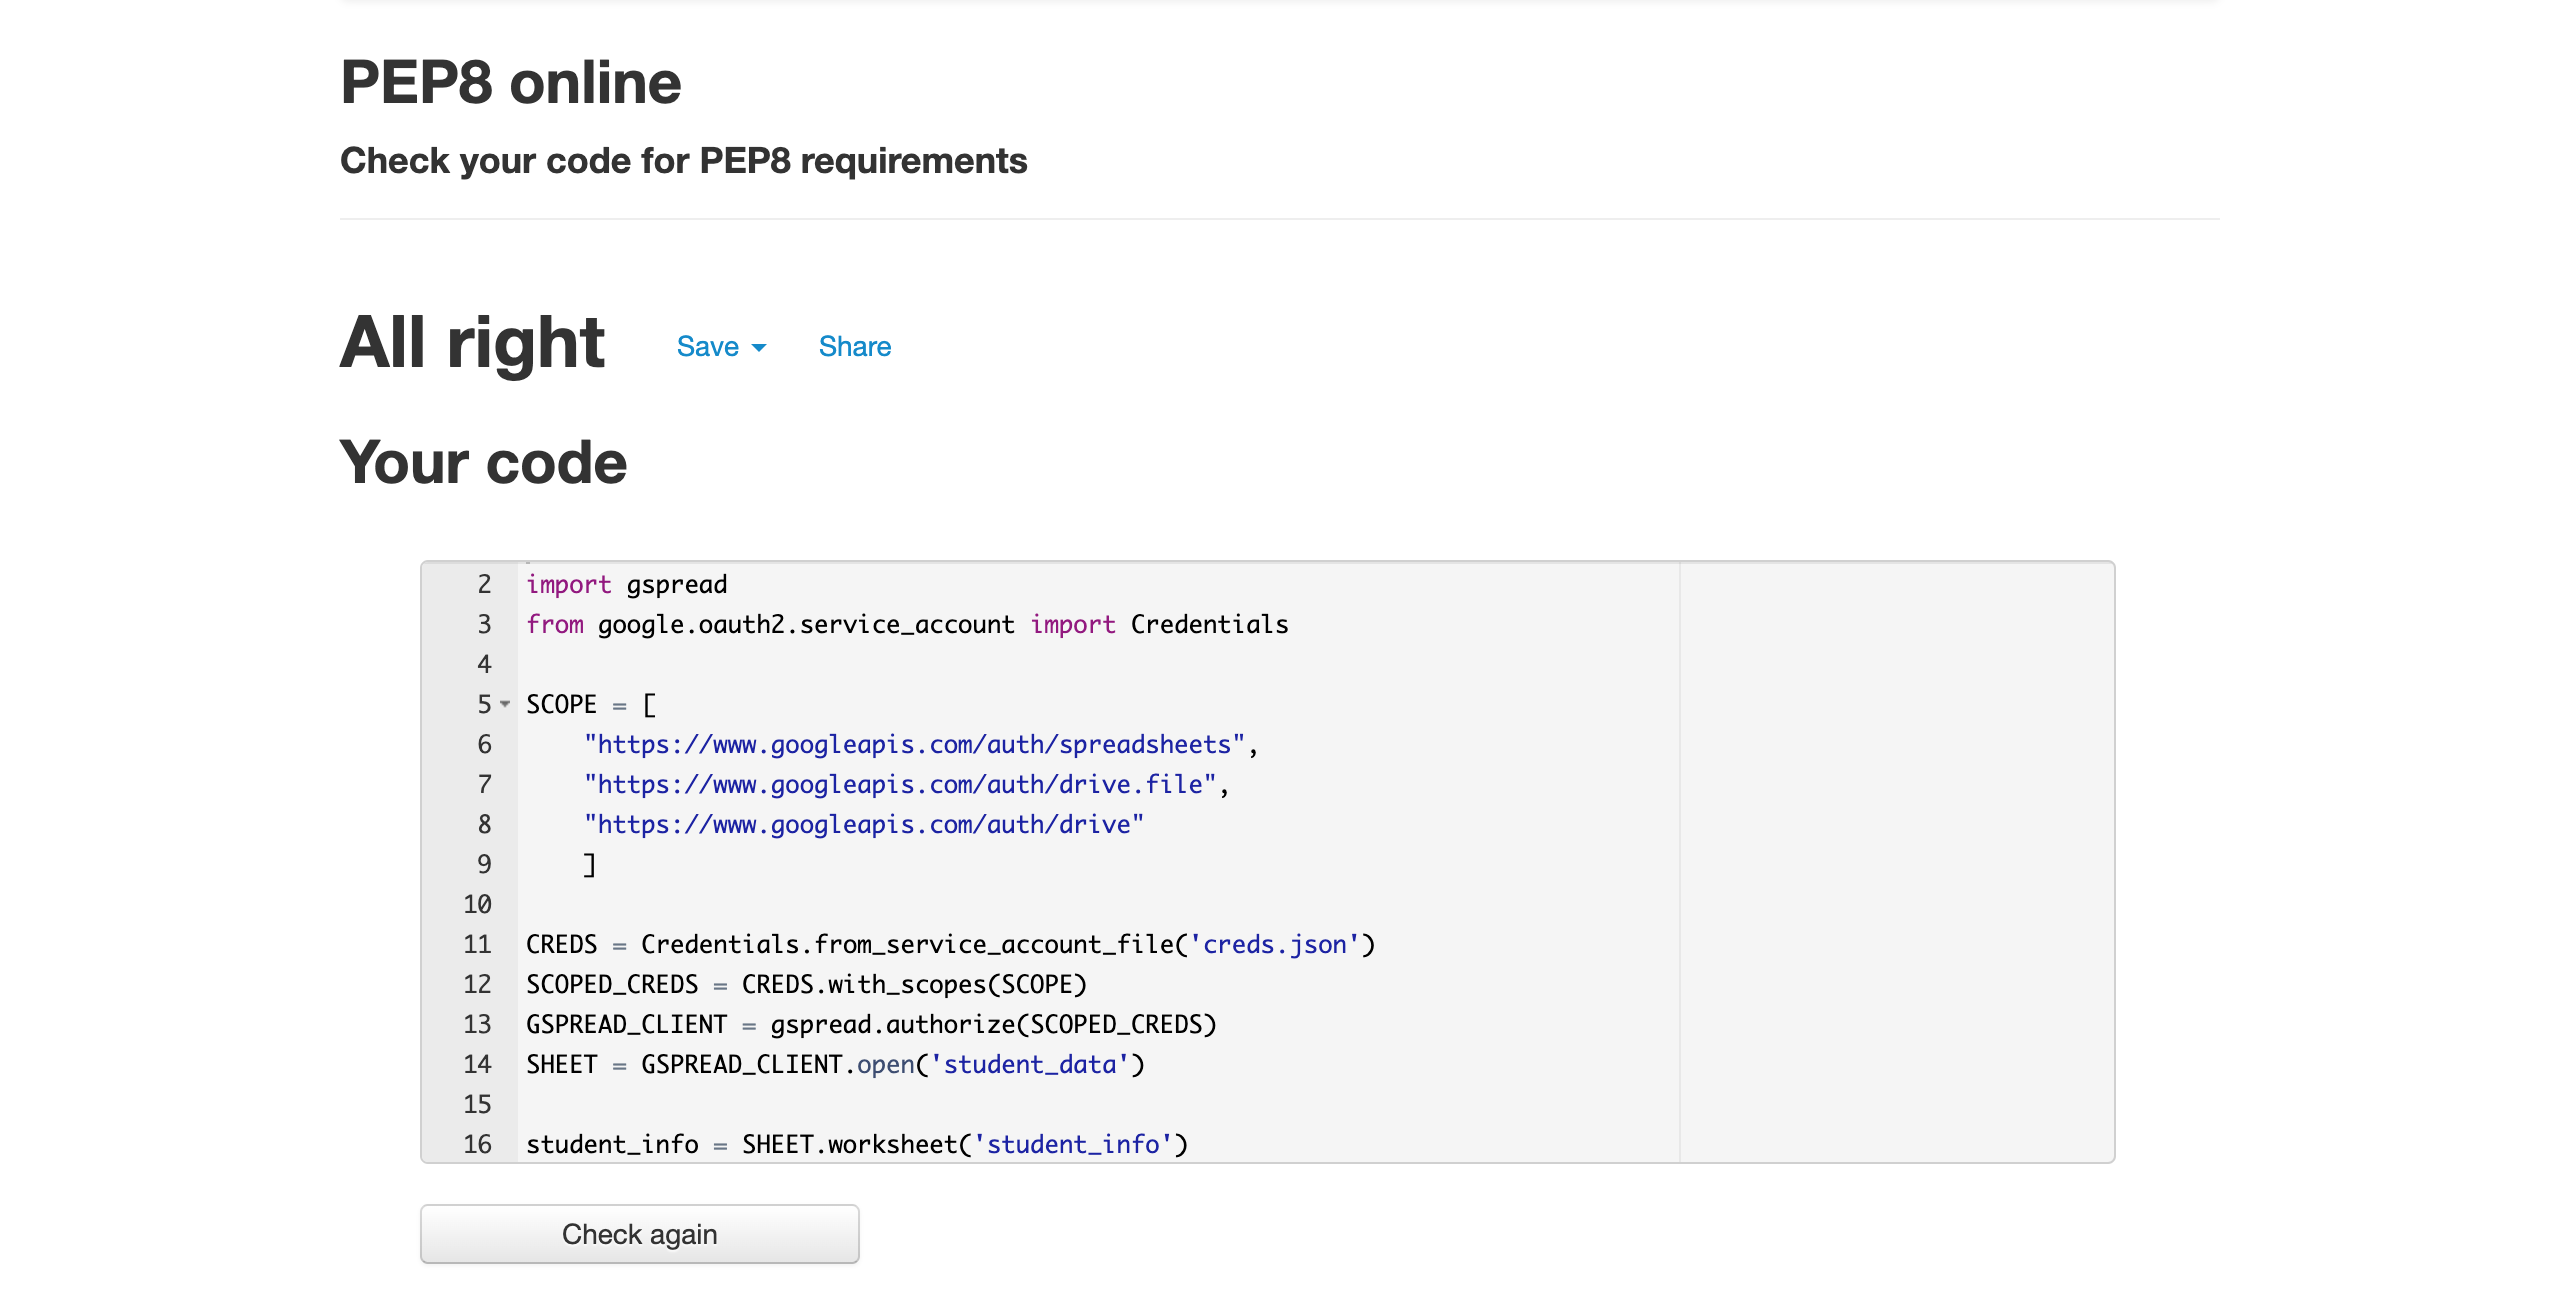 PEP8 online
Check your code for PEP8 requirements
All right Save Share
Your code
2 import gspread
3 from google.oauth2.service_account import Credentials
4
5 SCOPE = [
6     "https://www.googleapis.com/auth/spreadsheets",
7     "https://www.googleapis.com/auth/drive.file",
8     "https://www.googleapis.com/auth/drive"
9     ]
10
11 CREDS = Credentials.from_service_account_file('creds.json')
12 SCOPED_CREDS = CREDS.with_scopes(SCOPE)
13 GSPREAD_CLIENT = gspread.authorize(SCOPED_CREDS)
14 SHEET = GSPREAD_CLIENT.open('student_data')
15
16 student_info = SHEET.worksheet('student_info')
Check again